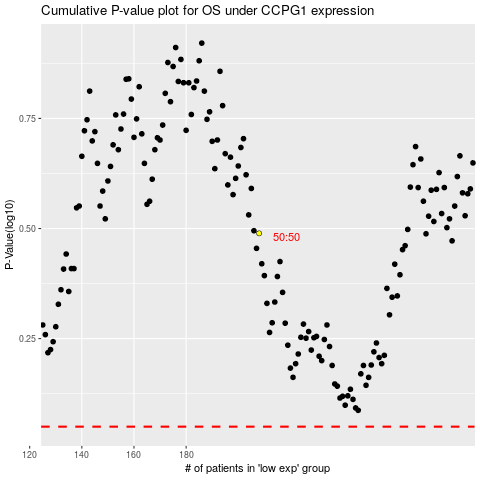 Cumulative P-value plot for OS under CCPG1 expression
P-Value(log10)
0.75
0.50
0.25
50:50
120 140 160 180
# of patients in 'low exp' group